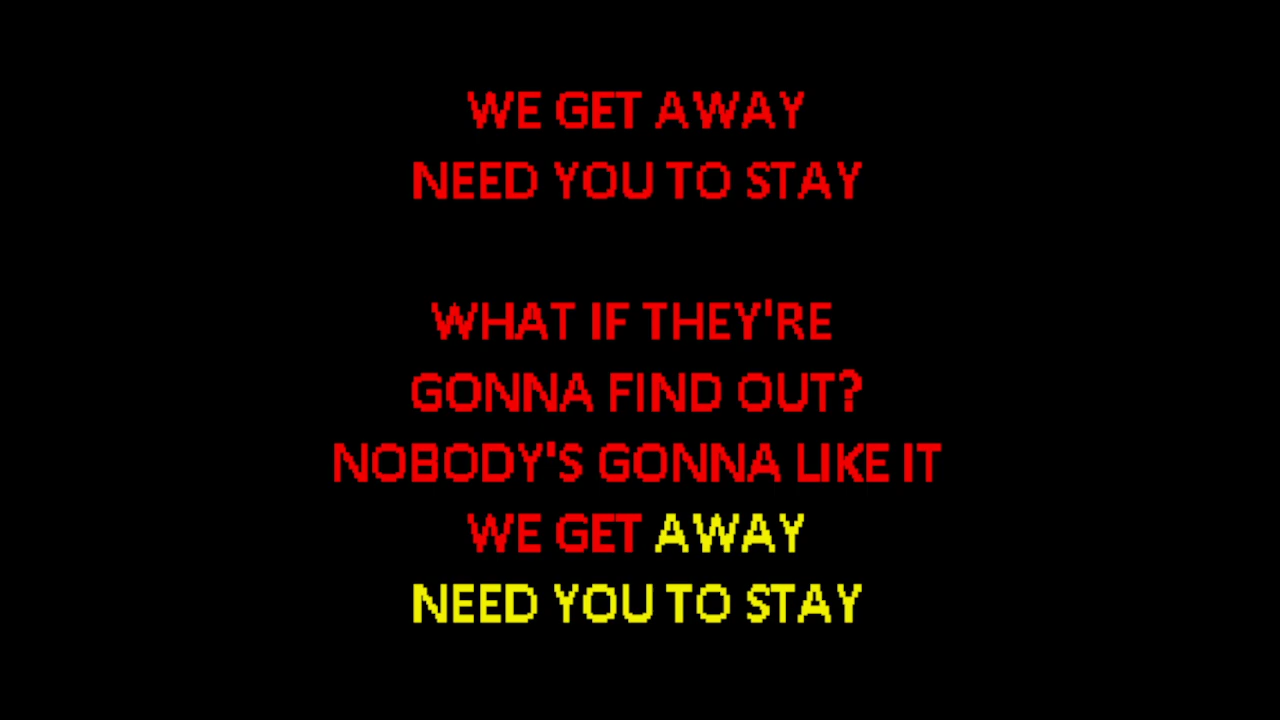 WE GET AWAY
NEED YOU TO STAY
WHAT IF THEY'RE
GONNA FIND OUT?
NOBODY'S GONNA LIKE IT
WE GET AWAY
NEED YOU TO STAY